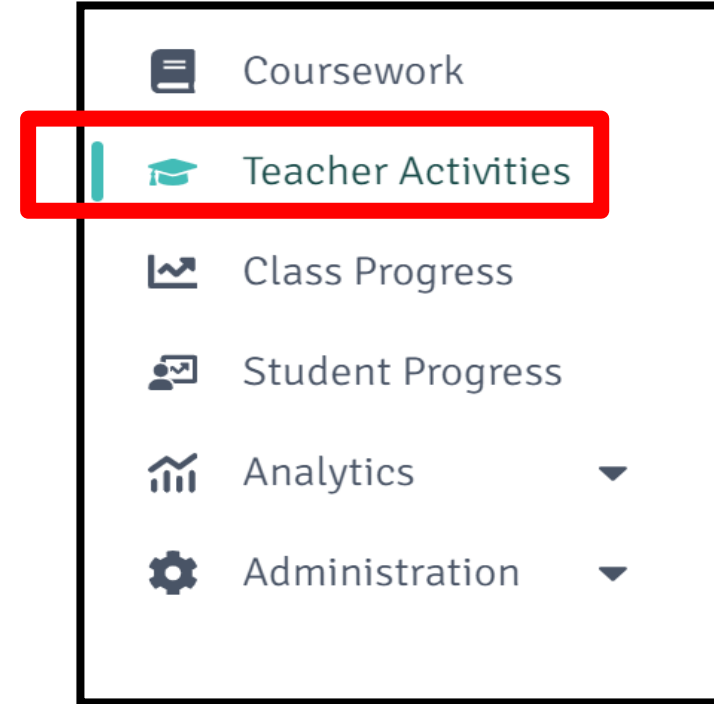 Coursework
Teacher Activities
Class Progress
Student Progress
Analytics
Administration